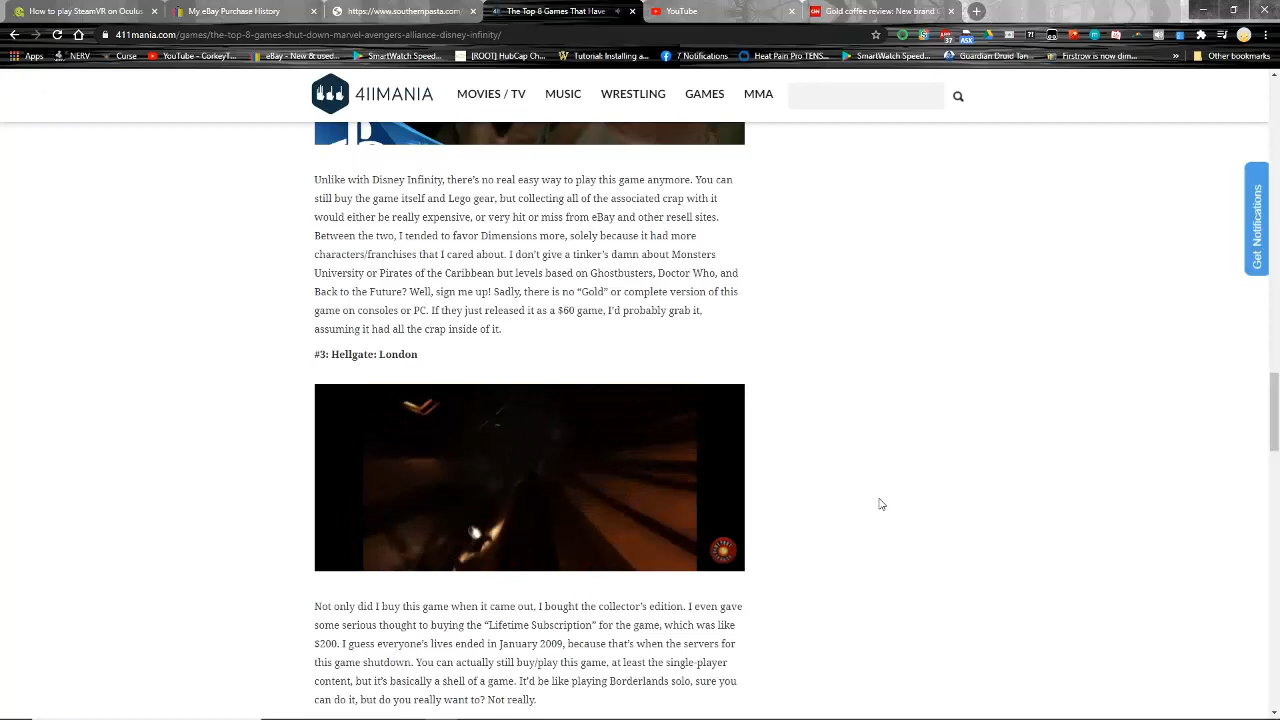 How to play SteamVR on Oculus
My eBay Purchase History
https://www.southernpasta.com
The Top 8 Games That Have
YouTube
Gold coffee review: New brand
411mania.com/games/the-top-8-games-shut-down-marvel-avengers-alliance-disney-infinity/
Apps NERV Curse YouTube - CorkeyT... eBay - New & used... SmartWatch Speed... [ROOT] HubCap Ch... Tutorial: Installing a... 7 Notifications Heat Pain Pro TENS... SmartWatch Speed... Guardian Druid Tan... Firstrow is now dim... » Other bookmarks
411MANIA MOVIES / TV MUSIC WRESTLING GAMES MMA
Get Notifications
Unlike with Disney Infinity, there's no real easy way to play this game anymore. You can
still buy the game itself and Lego gear, but collecting all of the associated crap with it
would either be really expensive, or very hit or miss from eBay and other resell sites.
Between the two, I tended to favor Dimensions more, solely because it had more
characters/franchises that I cared about. I don't give a tinker's damn about Monsters
University or Pirates of the Caribbean but levels based on Ghostbusters, Doctor Who, and
Back to the Future? Well, sign me up! Sadly, there is no "Gold" or complete version of this
game on consoles or PC. If they just released it as a $60 game, I'd probably grab it,
assuming it had all the crap inside of it.
#3: Hellgate: London
Not only did I buy this game when it came out, I bought the collector's edition. I even gave
some serious thought to buying the "Lifetime Subscription" for the game, which was like
$200. I guess everyone's lives ended in January 2009, because that's when the servers for
this game shutdown. You can actually still buy/play this game, at least the single-player
content, but it's basically a shell of a game. It'd be like playing Borderlands solo, sure you
can do it, but do you really want to? Not really.